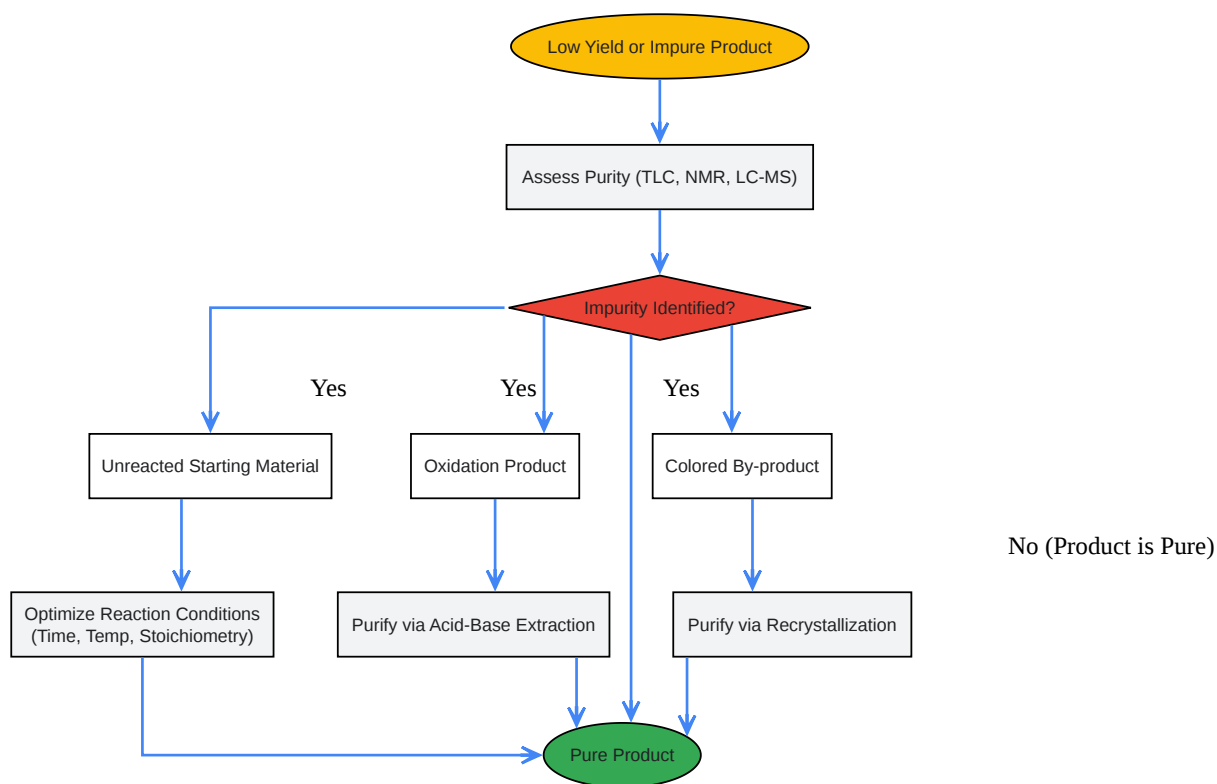 Low Yield or Impure Product
Assess Purity (TLC, NMR, LC-MS)
Impurity Identified?
Yes
Yes
Yes
Unreacted Starting Material
Oxidation Product
Colored By-product
No (Product is Pure)
Optimize Reaction Conditions
(Time, Temp, Stoichiometry)
Purify via Acid-Base Extraction
Purify via Recrystallization
Pure Product